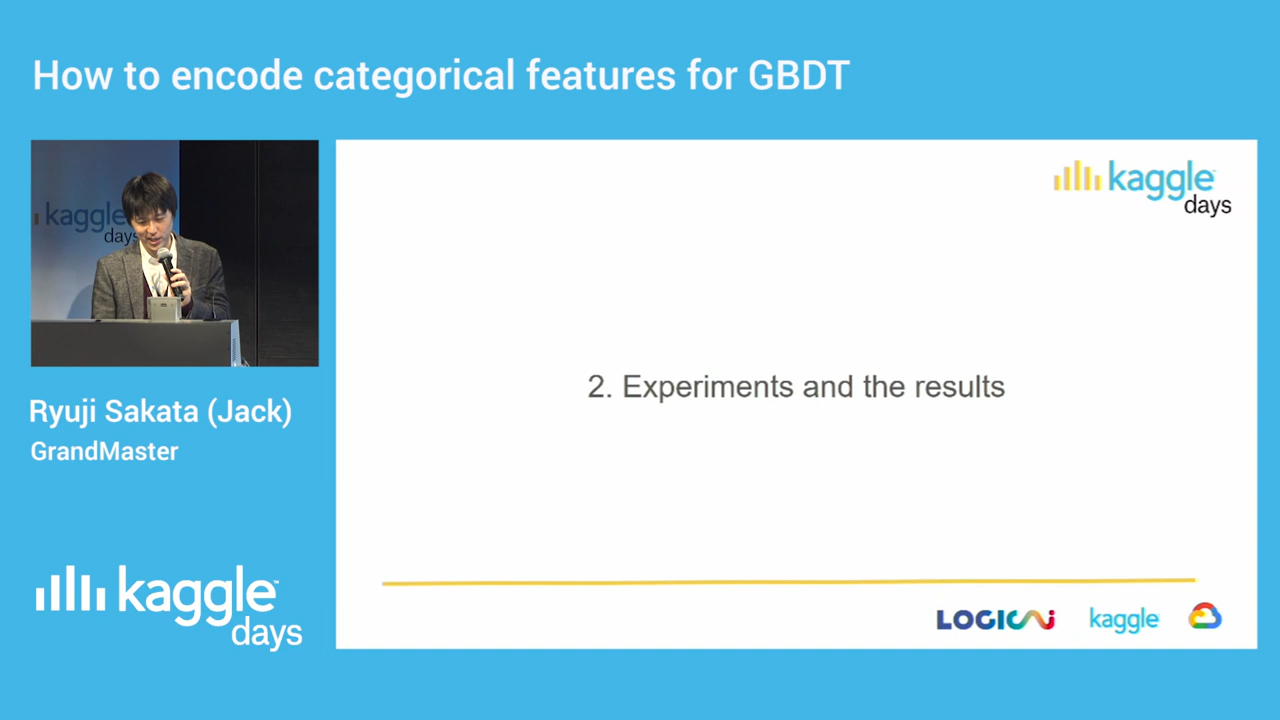 How to encode categorical features for GBDT
kaggle
days
kaggle
days
2. Experiments and the results
Ryuji Sakata (Jack)
GrandMaster
kaggle
days
LOGICAI
kaggle